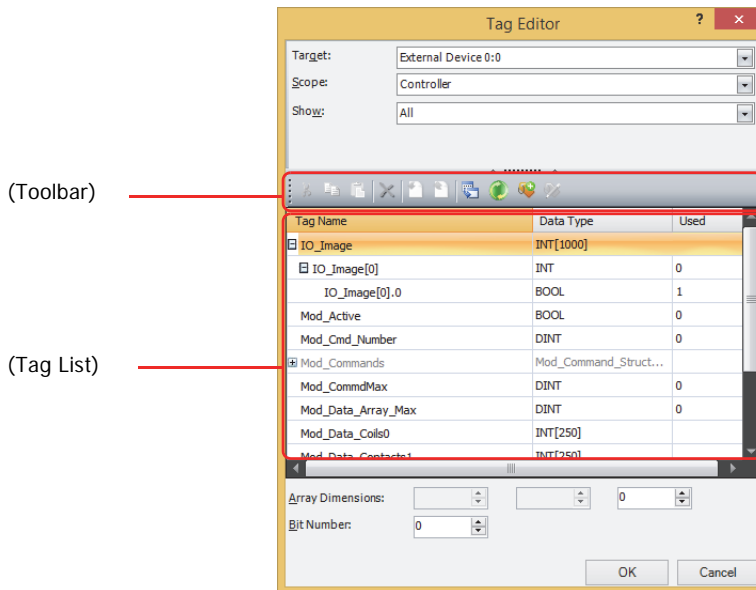 Tag Editor ? ×
Target: External Device 0:0
Scope: Controller
Show: All
(Toolbar)
Tag Name Data Type Used
IO_Image INT[1000]
IO_Image[0] INT 0
IO_Image[0].0 BOOL 1
Mod_Active BOOL 0
Mod_Cmd_Number DINT 0
(Tag List)
Mod_Commands Mod_Command_Struct...
Mod_CommdMax DINT 0
Mod_Data_Array_Max DINT 0
Mod_Data_Coils0 INT[250]
Mod_Data_Contacts1 INT[250]
Array Dimensions: 0
Bit Number: 0
OK Cancel